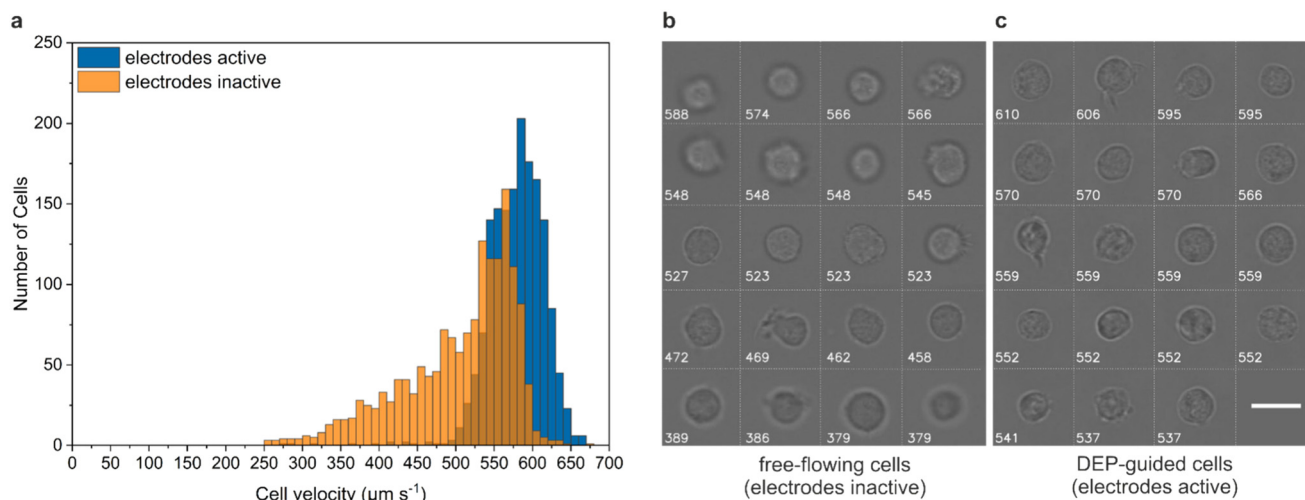 a
b
c
250
200
150
100
50
0
Number of Cells
electrodes active
electrodes inactive
0 50 100 150 200 250 300 350 400 450 500 550 600 650 700
Cell velocity (µm s⁻¹)
588 574 566 566
548 548 548 545
527 523 523 523
472 469 462 458
389 386 379 379
free-flowing cells
(electrodes inactive)
610 606 595 595
570 570 570 566
559 559 559 559
552 552 552 552
541 537 537
DEP-guided cells
(electrodes active)